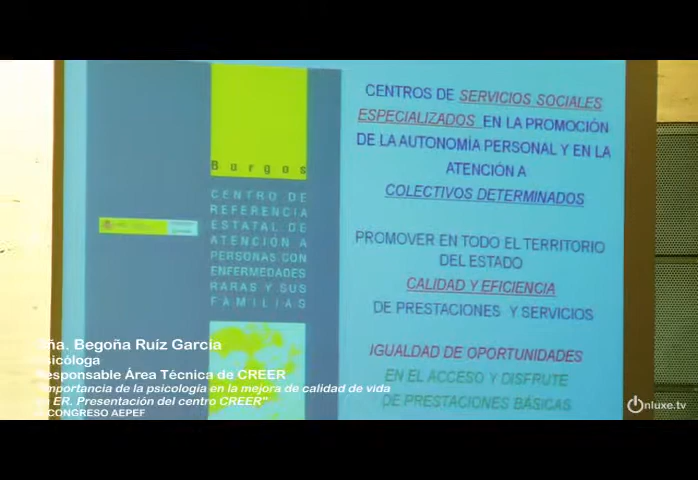 Burgos
CENTRO DE
REFERENCIA
ESTATAL DE
ATENCIÓN A
PERSONAS CON
ENFERMEDADES
RARAS Y SUS
FAMILIAS
CENTROS DE SERVICIOS SOCIALES
ESPECIALIZADOS EN LA PROMOCIÓN
DE LA AUTONOMÍA PERSONAL Y EN LA
ATENCIÓN A
COLECTIVOS DETERMINADOS
PROMOVER EN TODO EL TERRITORIO
DEL ESTADO
CALIDAD Y EFICIENCIA
DE PRESTACIONES Y SERVICIOS
IGUALDAD DE OPORTUNIDADES
EN EL ACCESO Y DISFRUTE
DE PRESTACIONES BÁSICAS
ña. Begoña Ruíz García
sicóloga
esponsable Área Técnica de CREER
mportancia de la psicología en la mejora de calidad de vida
ER. Presentación del centro CREER"
CONGRESO AEPEF
onluxe.tv